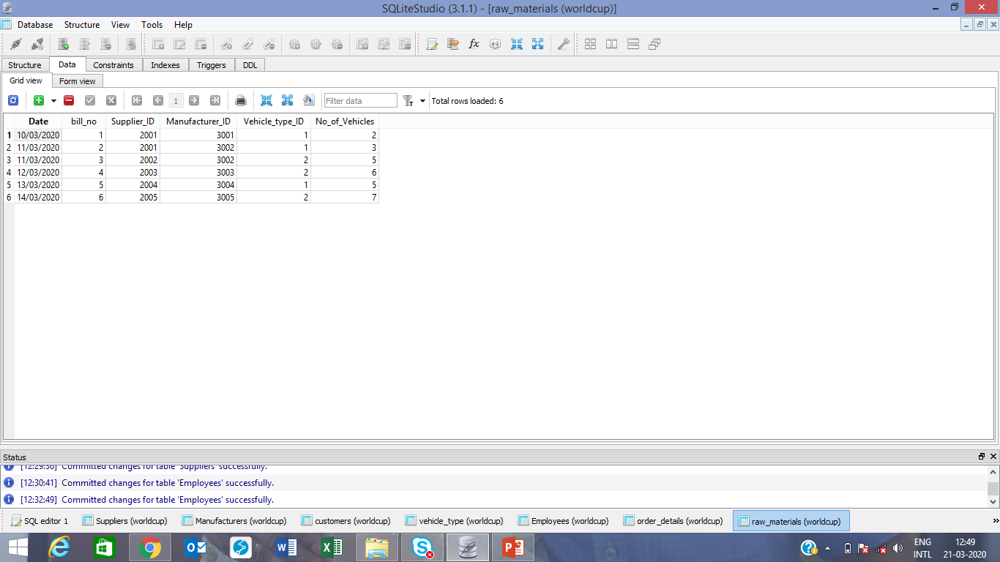 SQLiteStudio (3.1.1) - [raw_materials (worldcup)]
Database Structure View Tools Help
Structure Data Constraints Indexes Triggers DDL
Grid view Form view
1 Filter data Total rows loaded: 6
Date bill_no Supplier_ID Manufacturer_ID Vehicle_type_ID No_of_Vehicles
1 10/03/2020 1 2001 3001 1 2
2 11/03/2020 2 2001 3002 1 3
3 11/03/2020 3 2002 3002 2 5
4 12/03/2020 4 2003 3003 2 6
5 13/03/2020 5 2004 3004 1 5
6 14/03/2020 6 2005 3005 2 7
Status
[12:29:36] Committed changes for table 'Suppliers' successfully.
[12:30:41] Committed changes for table 'Employees' successfully.
[12:32:49] Committed changes for table 'Employees' successfully.
SQL editor 1 Suppliers (worldcup) Manufacturers (worldcup) customers (worldcup) vehicle_type (worldcup) Employees (worldcup) order_details (worldcup) raw_materials (worldcup)
ENG 12:49
INTL 21-03-2020